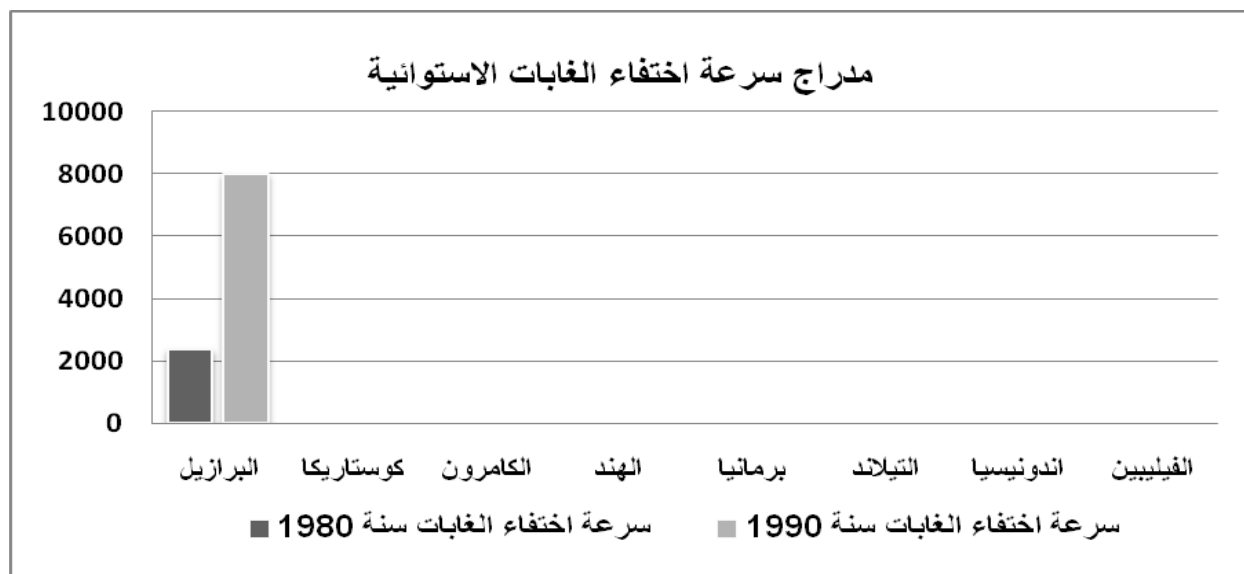 مدراج سرعة اختفاء الغابات الاستوائية
10000
8000
6000
4000
2000
0
البرازيل كوستاريكا الكامرون الهند برمانيا التيلاند اندونيسيا الفيليبين
سرعة اختفاء الغابات سنة 1980 سرعة اختفاء الغابات سنة 1990